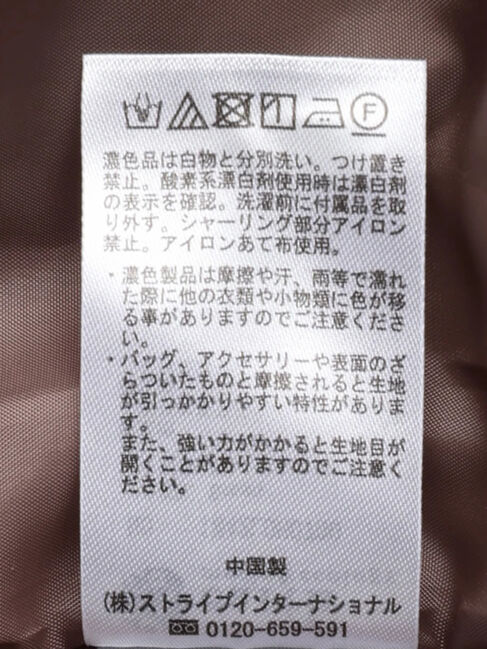 F
濃色品は白物と分別洗い。つけ置き
禁止。酸素系漂白剤使用時は漂白剤
の表示を確認。洗濯前に付属品を取
り外す。シャーリング部分アイロン
禁止。アイロンあて布使用。
・濃色製品は摩擦や汗、雨等で濡れ
た際に他の衣類や小物類に色が移
る事がありますのでご注意くださ
い。
・バッグ、アクセサリーや表面のざ
らついたものと摩擦されると生地
が引っかかりやすい特性がありま
す。
また、強い力がかかると生地目が
開くことがありますのでご注意く
ださい。
中国製
(株)ストライプインターナショナル
0120-659-591